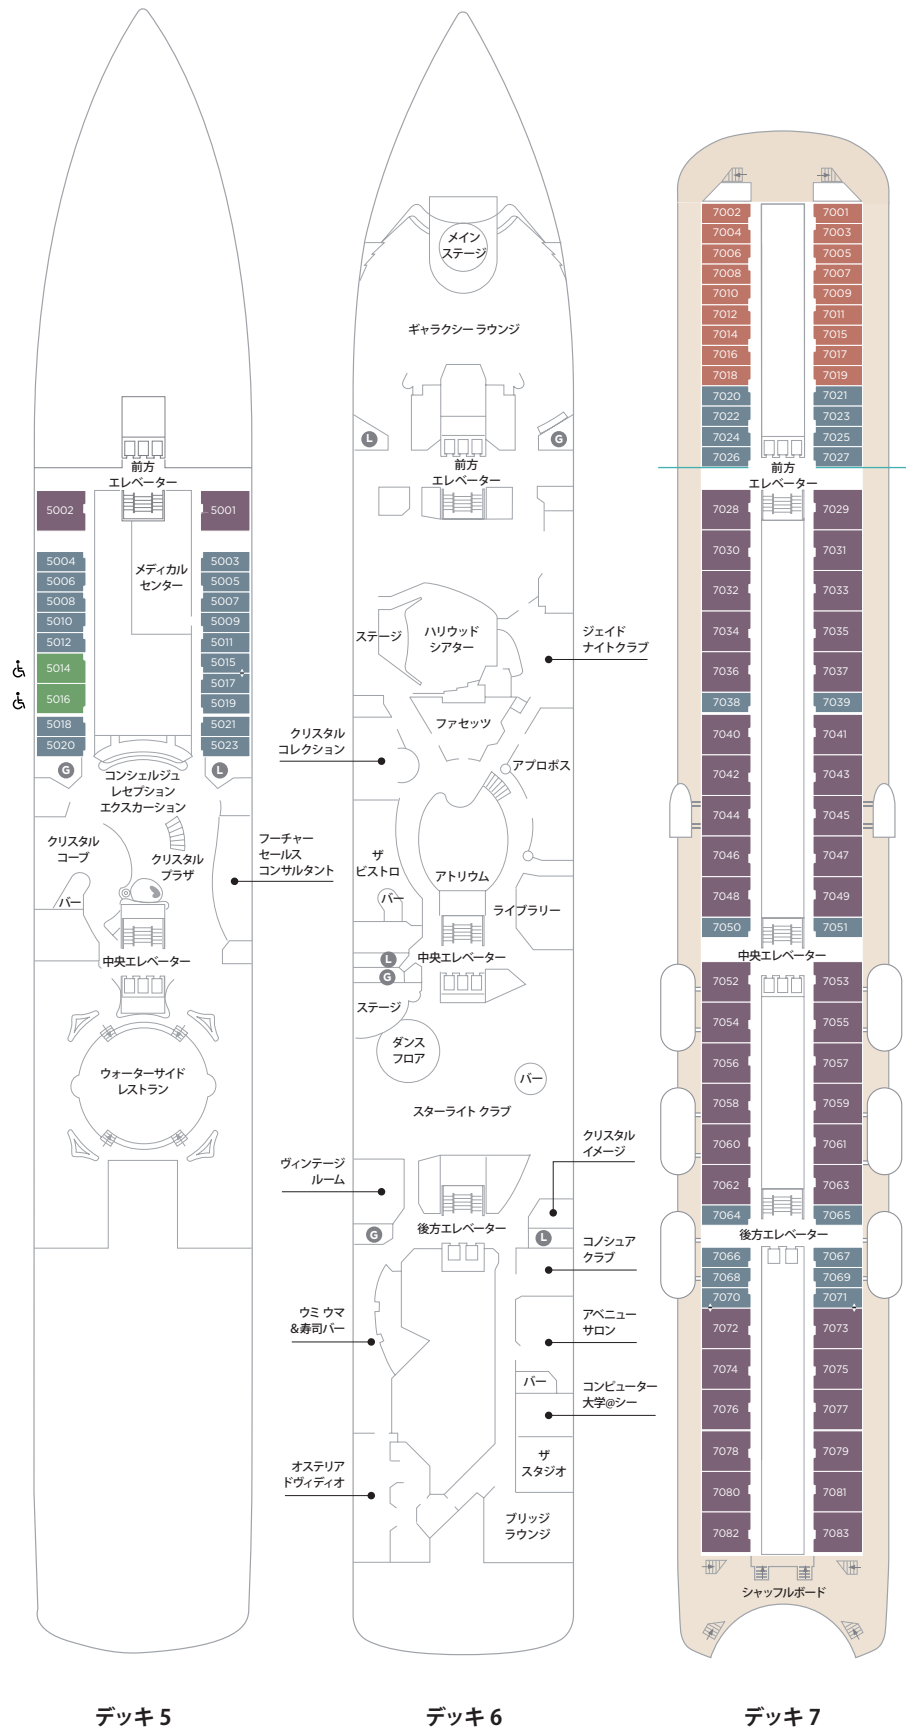 前方
エレベーター
5002
5001
メディカル
センター
5004
5003
5006
5005
5008
5007
5010
5009
5012
5011
5014
5015
5017
5016
5019
5018
5021
5020
5023
G
L
コンシェルジュ
レセプション
エクスカーション
クリスタル
コーブ
クリスタル
プラザ
フーチャー
セールス
コンサルタント
バー
中央エレベーター
ウォーターサイド
レストラン
デッキ 5
メイン
ステージ
ギャラクシー ラウンジ
L
G
前方
エレベーター
ステージ
ハリウッド
シアター
ジェイド
ナイトクラブ
ファセッツ
クリスタル
コレクション
アプロポス
ザ
ビストロ
アトリウム
バー
ライブラリー
L
中央エレベーター
G
ステージ
ダンス
フロア
バー
スターライト クラブ
クリスタル
イメージ
ヴィンテージ
ルーム
後方エレベーター
G
L
コノシュア
クラブ
ウミ ウマ
&寿司バー
アベニュー
サロン
バー
コンピューター
大学@シー
オステリア
ドヴィディオ
ザ
スタジオ
ブリッジ
ラウンジ
デッキ 6
7002
7001
7004
7003
7006
7005
7008
7007
7010
7009
7012
7011
7014
7015
7016
7017
7018
7019
7020
7021
7022
7023
7024
7025
7026
7027
前方
エレベーター
7028
7029
7030
7031
7032
7033
7034
7035
7036
7037
7038
7039
7040
7041
7042
7043
7044
7045
7046
7047
7048
7049
7050
7051
中央エレベーター
7052
7053
7054
7055
7056
7057
7058
7059
7060
7061
7062
7063
7064
7065
後方エレベーター
7066
7067
7068
7069
7070
7071
7072
7073
7074
7075
7076
7077
7078
7079
7080
7081
7082
7083
シャッフルボード
デッキ 7